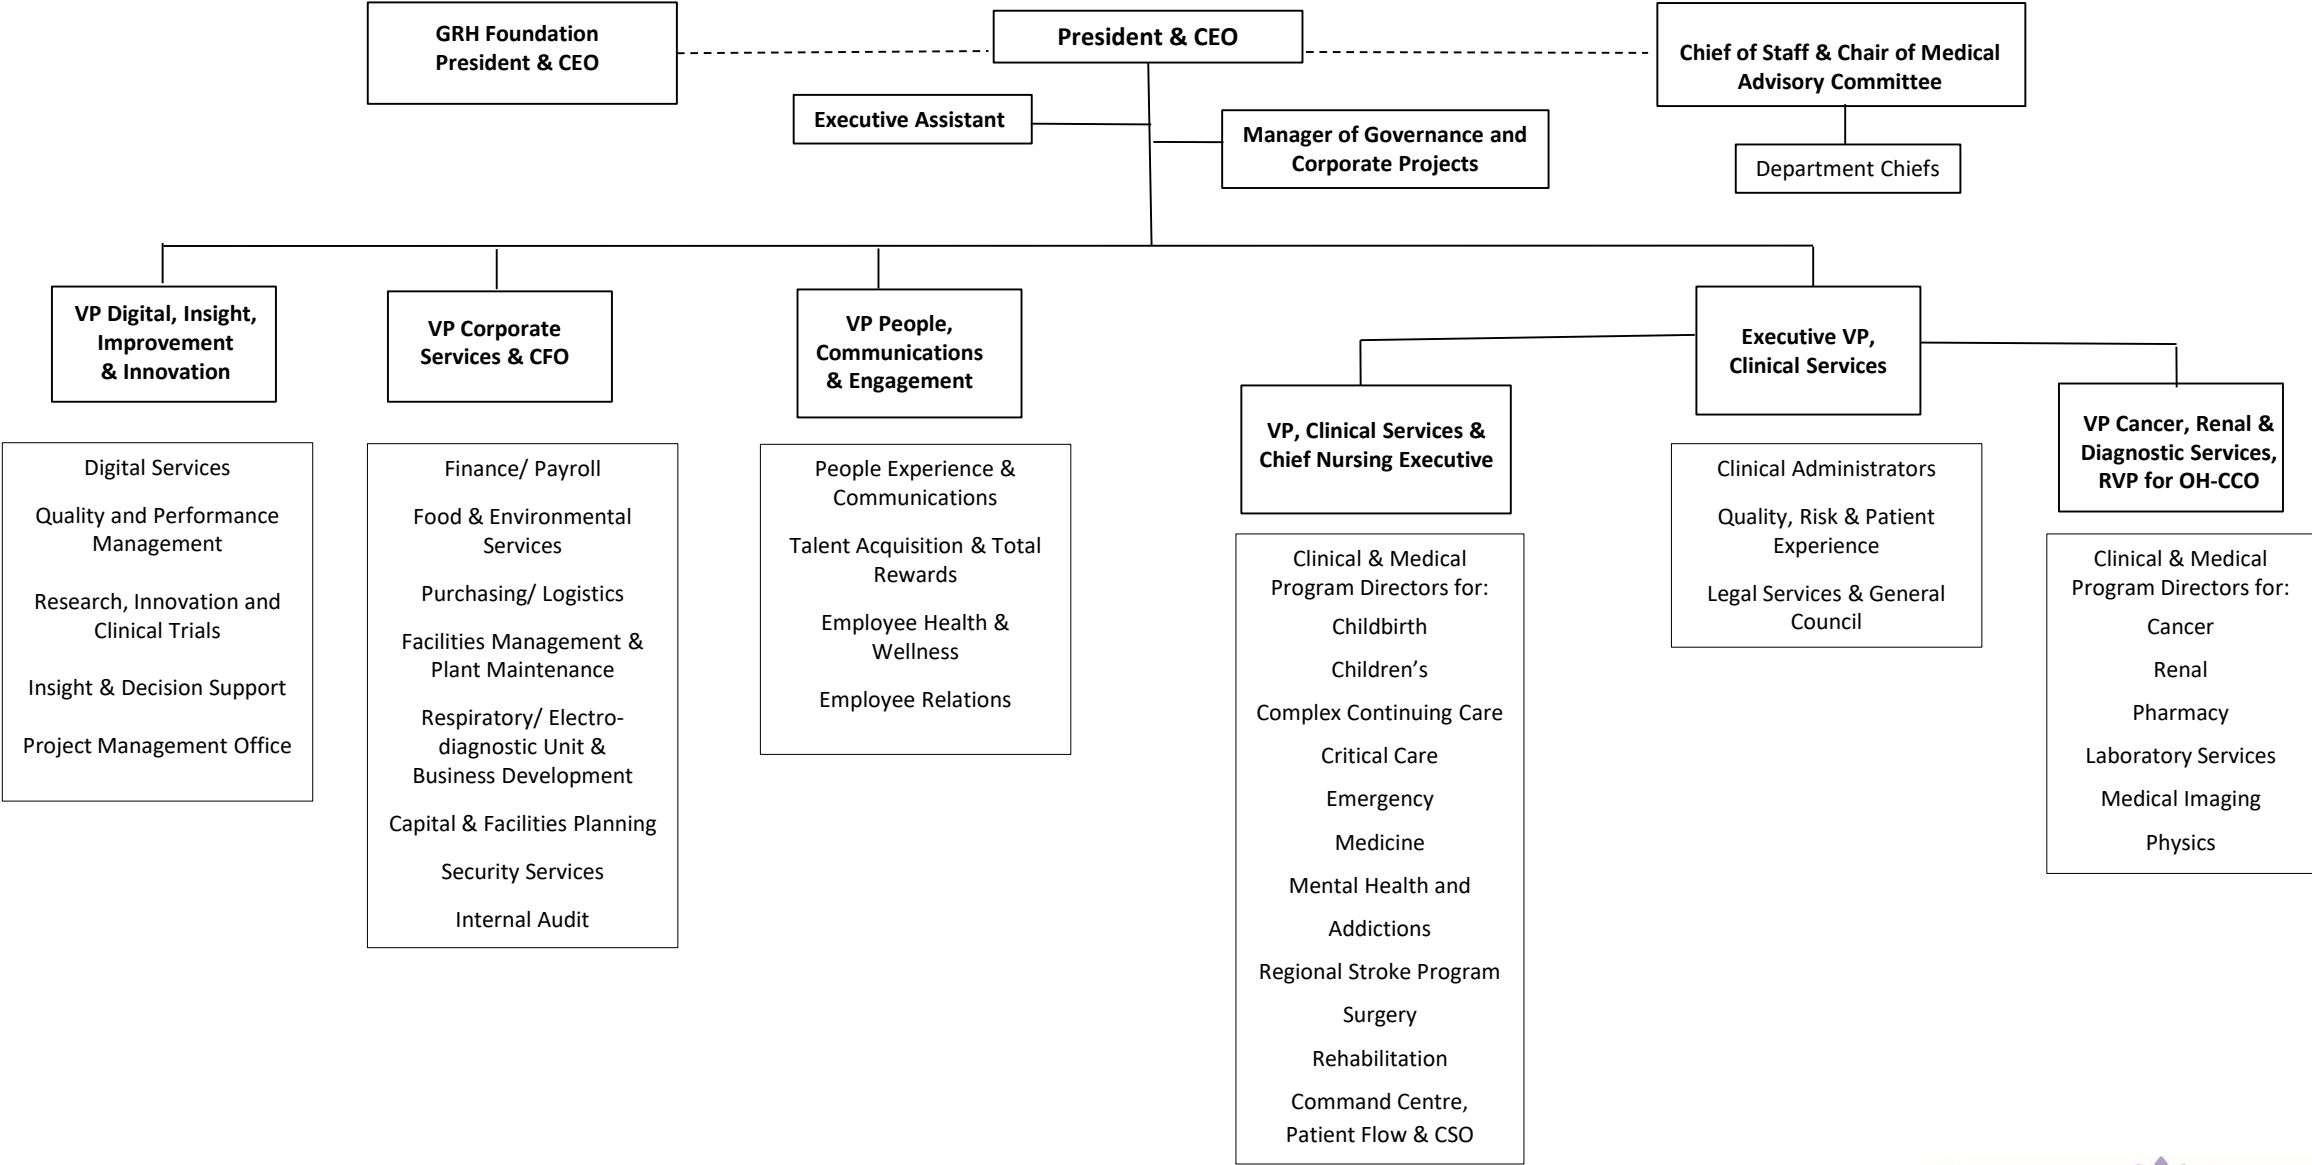 GRH Foundation
President & CEO
President & CEO
Chief of Staff & Chair of Medical
Advisory Committee
Executive Assistant
Manager of Governance and
Corporate Projects
Department Chiefs
VP Digital, Insight,
Improvement
& Innovation
VP Corporate
Services & CFO
VP People,
Communications
& Engagement
Executive VP,
Clinical Services
VP, Clinical Services &
Chief Nursing Executive
VP Cancer, Renal &
Diagnostic Services,
RVP for OH-CCO
Digital Services
Quality and Performance
Management
Research, Innovation and
Clinical Trials
Insight & Decision Support
Project Management Office
Finance/ Payroll
Food & Environmental
Services
Purchasing/ Logistics
Facilities Management &
Plant Maintenance
Respiratory/ Electro-
diagnostic Unit &
Business Development
Capital & Facilities Planning
Security Services
Internal Audit
People Experience &
Communications
Talent Acquisition & Total
Rewards
Employee Health &
Wellness
Employee Relations
Clinical & Medical
Program Directors for:
Childbirth
Children’s
Complex Continuing Care
Critical Care
Emergency
Medicine
Mental Health and
Addictions
Regional Stroke Program
Surgery
Rehabilitation
Command Centre,
Patient Flow & CSO
Clinical Administrators
Quality, Risk & Patient
Experience
Legal Services & General
Council
Clinical & Medical
Program Directors for:
Cancer
Renal
Pharmacy
Laboratory Services
Medical Imaging
Physics